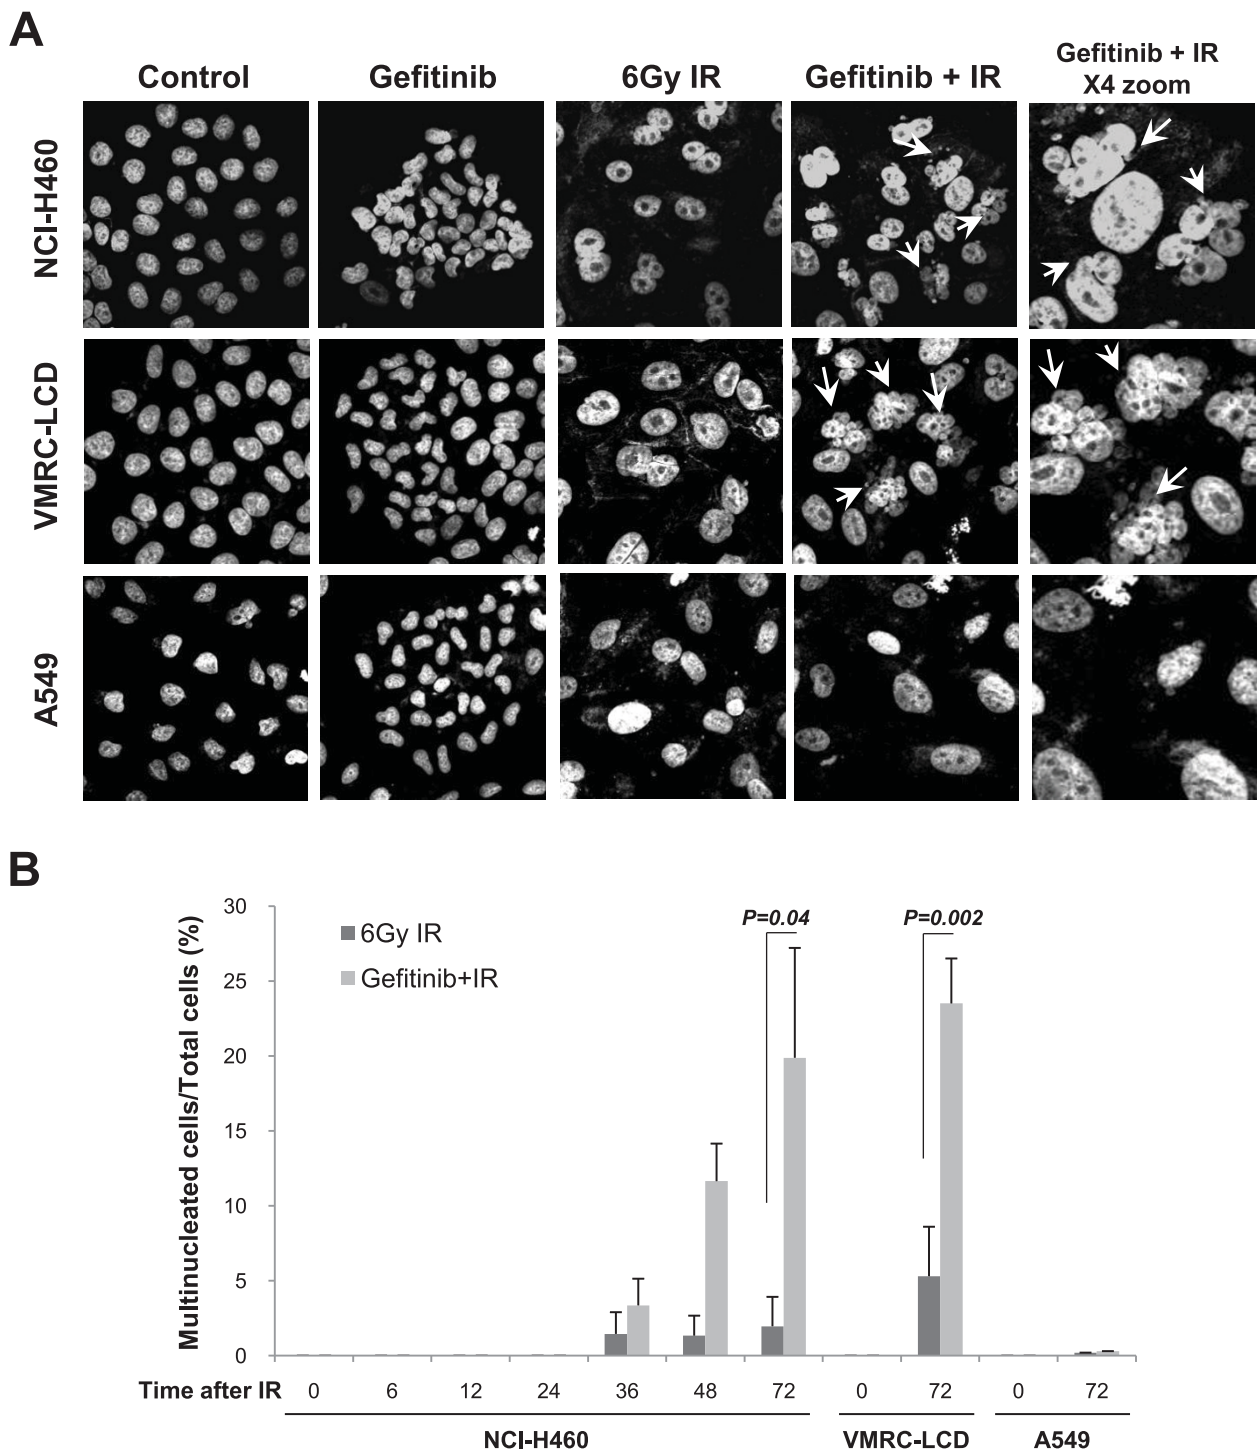 A
Control Gefitinib 6Gy IR Gefitinib + IR Gefitinib + IR
X4 zoom
NCI-H460
VMRC-LCD
A549
B
Multinucleated cells/Total cells (%)
30
25
20
15
10
5
0
6Gy IR
Gefitinib+IR
P=0.04 P=0.002
Time after IR 0 6 12 24 36 48 72 0 72 0 72
NCI-H460 VMRC-LCD A549